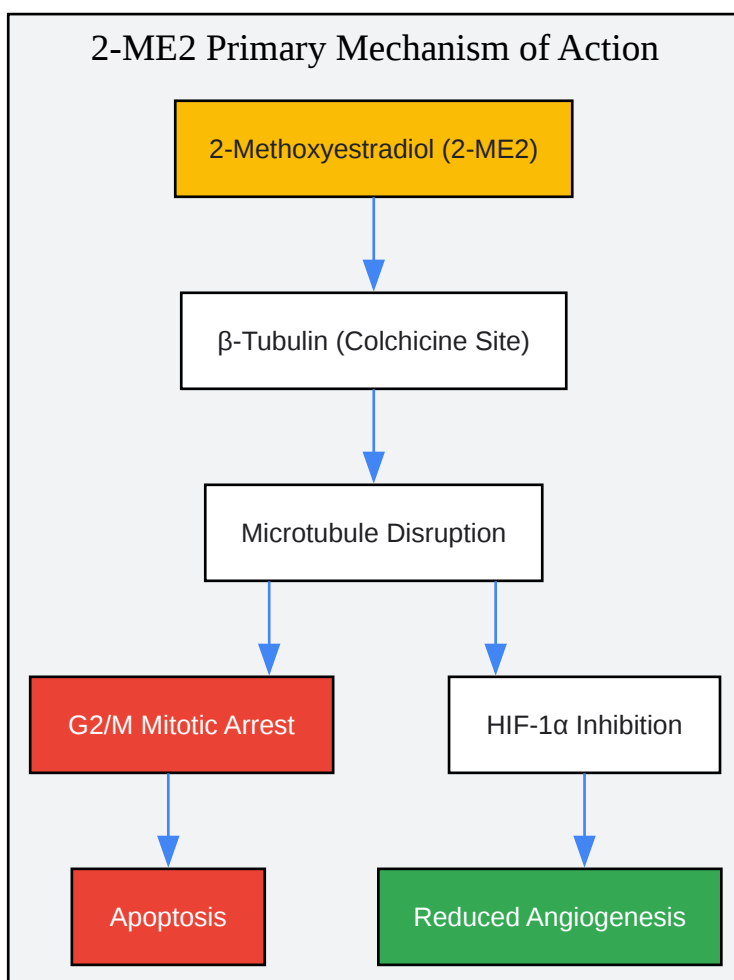 2-ME2 Primary Mechanism of Action
2-Methoxyestradiol (2-ME2)
β-Tubulin (Colchicine Site)
Microtubule Disruption
G2/M Mitotic Arrest
HIF-1α Inhibition
Apoptosis
Reduced Angiogenesis